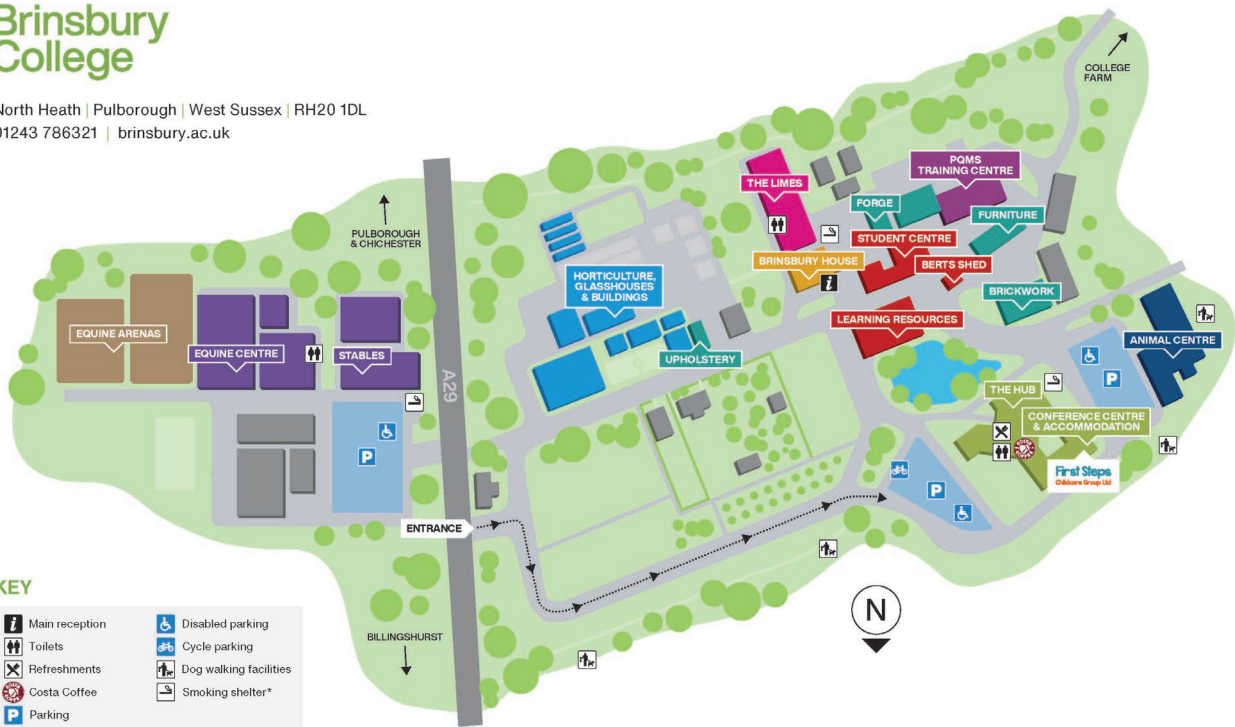 Brinsbury
College
North Heath | Pulborough | West Sussex | RH20 1DL
01243 786321 | brinsbury.ac.uk
COLLEGE
FARM
PULBOROUGH
& CHICHESTER
THE LIMES
PQMS
TRAINING CENTRE
FORGE
FURNITURE
STUDENT CENTRE
BRINSBURY HOUSE
i
BERTS SHED
HORTICULTURE,
GLASSHOUSES
& BUILDINGS
BRICKWORK
LEARNING RESOURCES
EQUINE ARENAS
EQUINE CENTRE
STABLES
UPHOLSTERY
ANIMAL CENTRE
A29
P
THE HUB
CONFERENCE CENTRE
& ACCOMMODATION
First Steps
Childcare Group Ltd
P
P
ENTRANCE
N
BILLINGSHURST
KEY
i Main reception
Toilets
Refreshments
Costa Coffee
P Parking
Disabled parking
Cycle parking
Dog walking facilities
Smoking shelter*